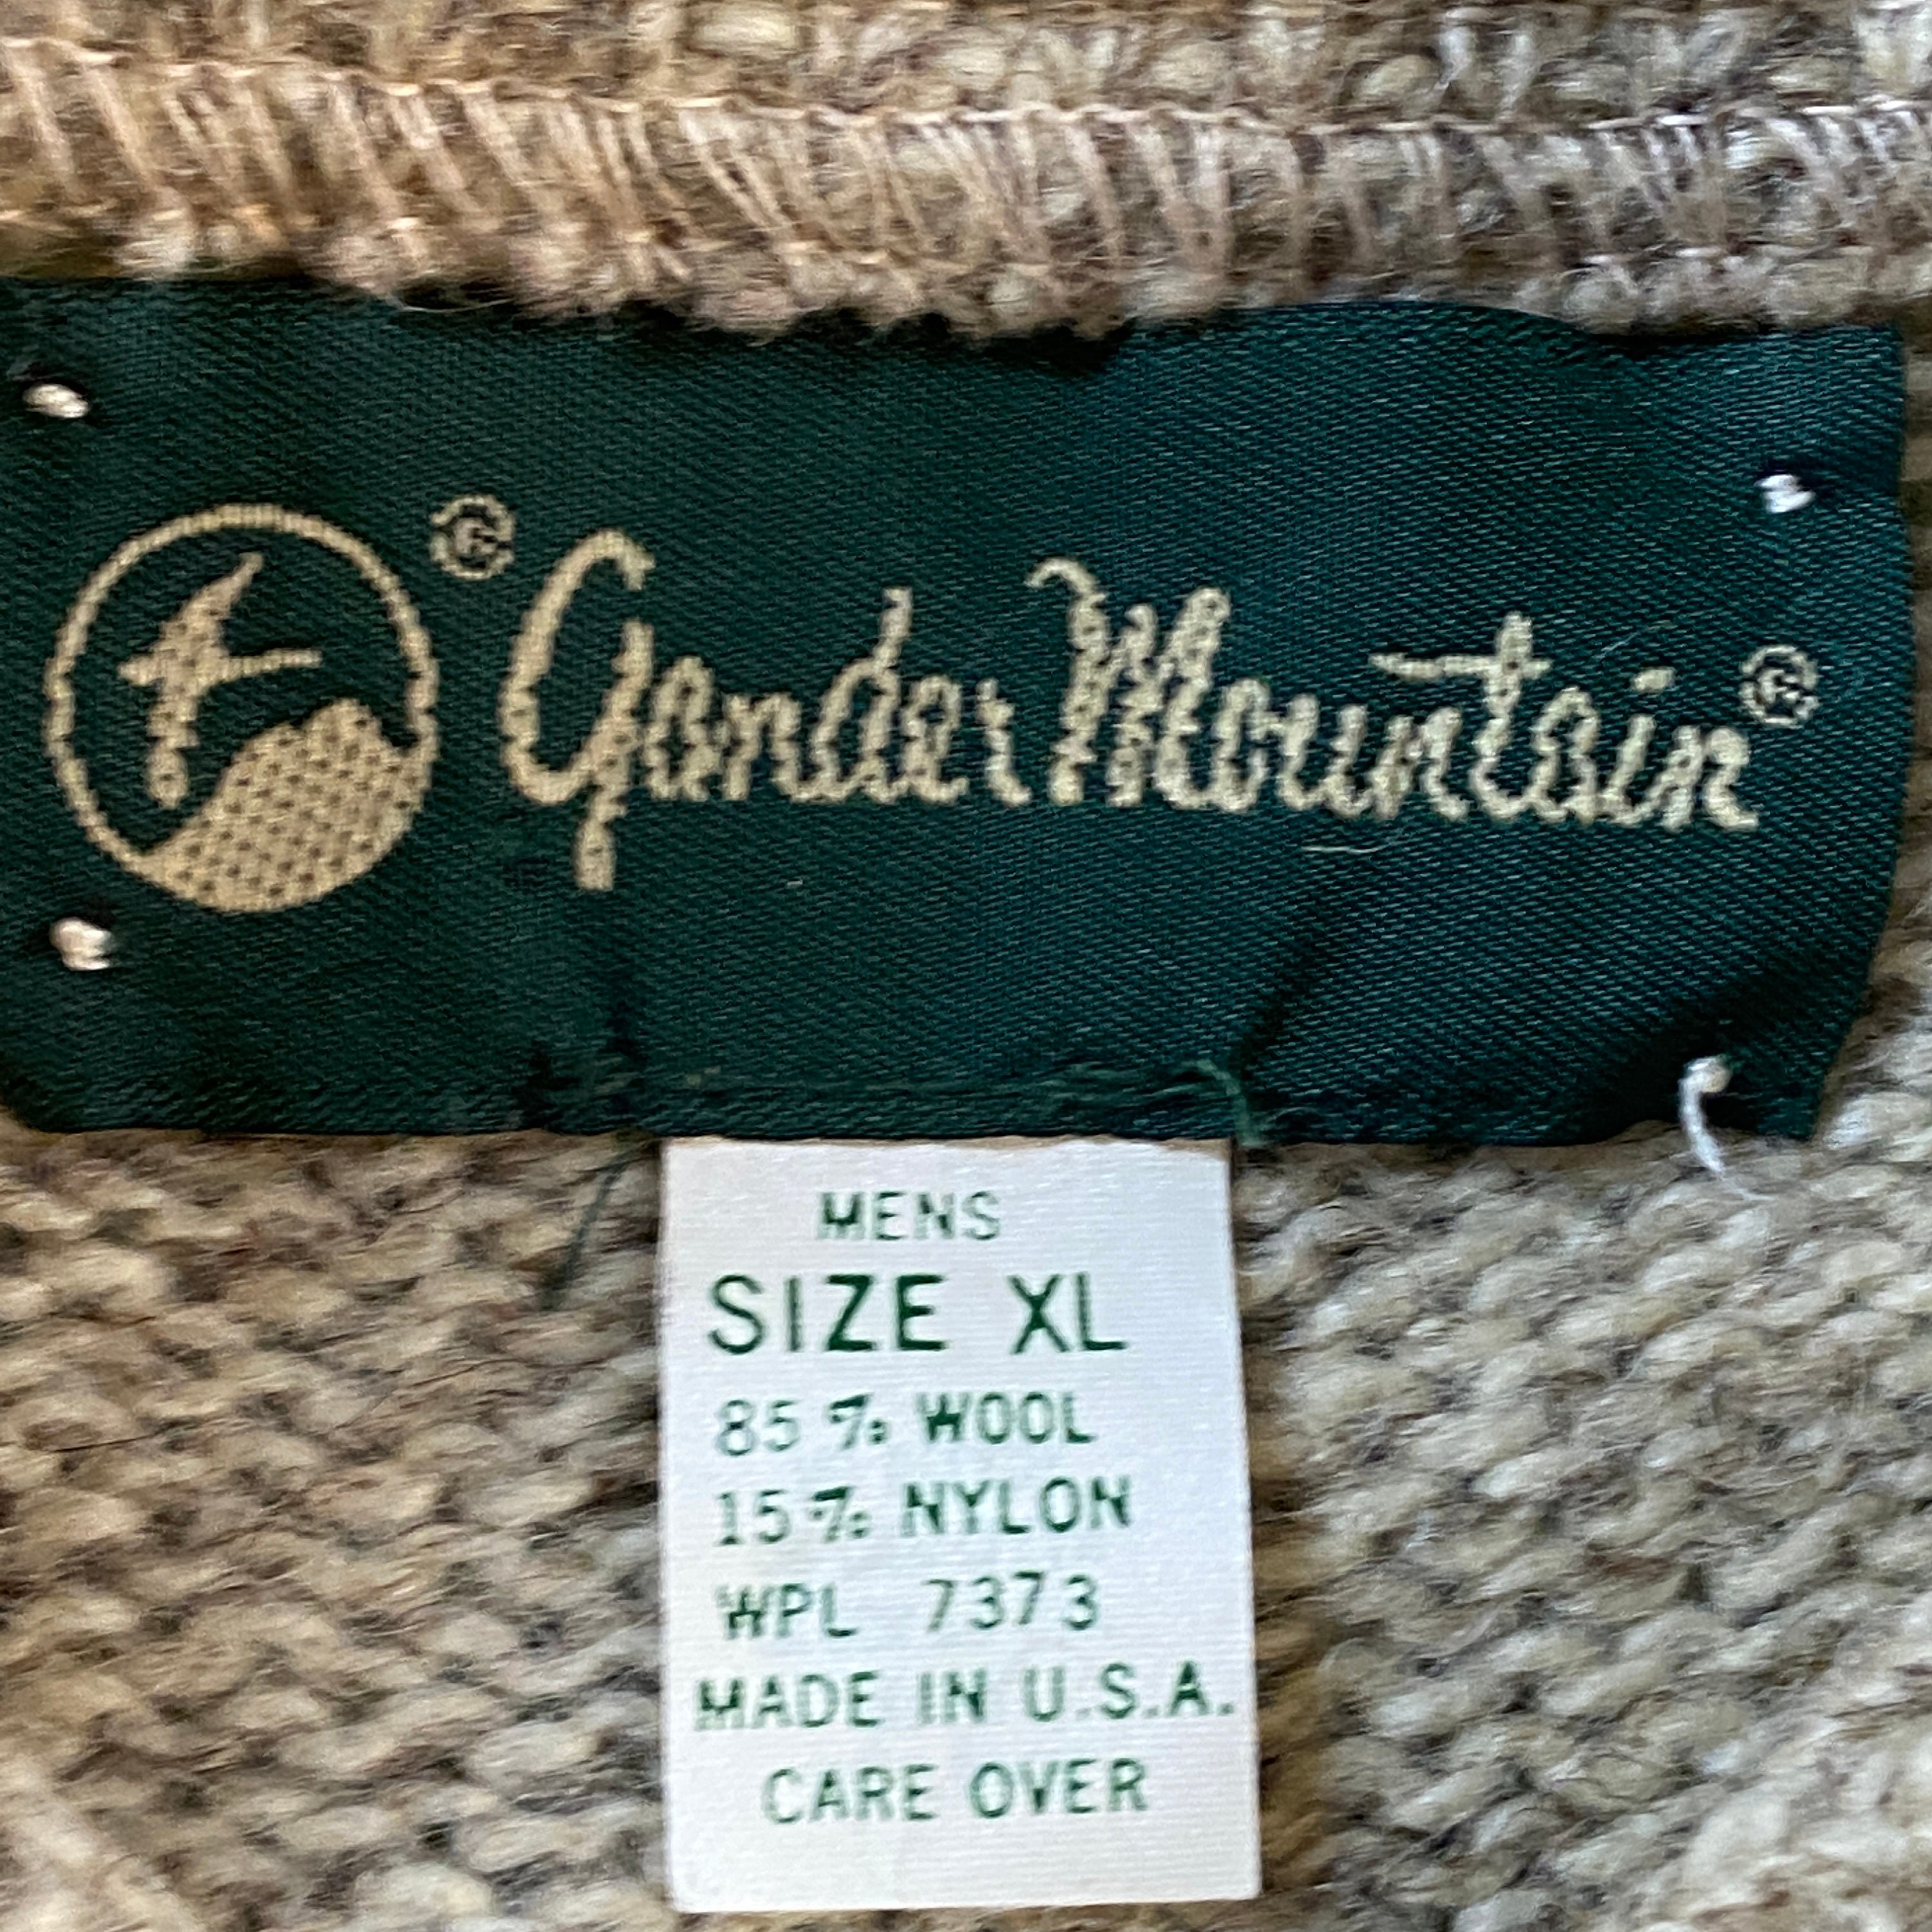 ® Gander Mountain®
MENS
SIZE XL
85% WOOL
15% NYLON
WPL 7373
MADE IN U.S.A.
CARE OVER